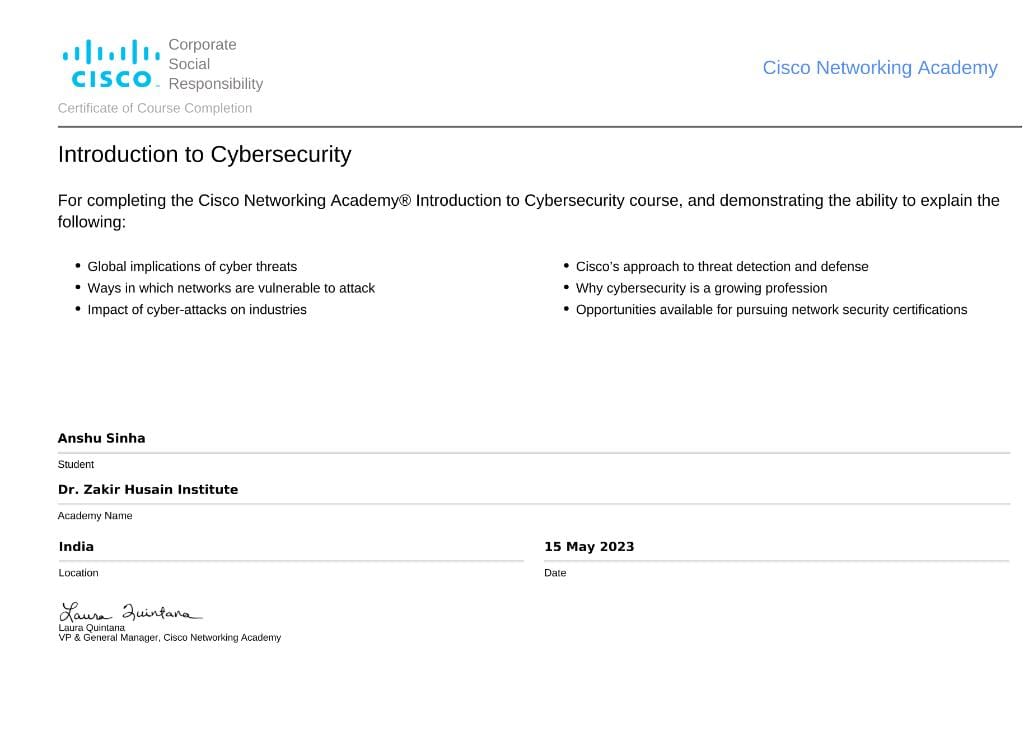 Corporate
Social
CISCO Responsibility
Cisco Networking Academy
Certificate of Course Completion
Introduction to Cybersecurity
For completing the Cisco Networking Academy® Introduction to Cybersecurity course, and demonstrating the ability to explain the
following:
• Global implications of cyber threats
• Ways in which networks are vulnerable to attack
• Impact of cyber-attacks on industries
• Cisco’s approach to threat detection and defense
• Why cybersecurity is a growing profession
• Opportunities available for pursuing network security certifications
Anshu Sinha
Student
Dr. Zakir Husain Institute
Academy Name
India
Location
15 May 2023
Date
Laura Quintana
Laura Quintana
VP & General Manager, Cisco Networking Academy